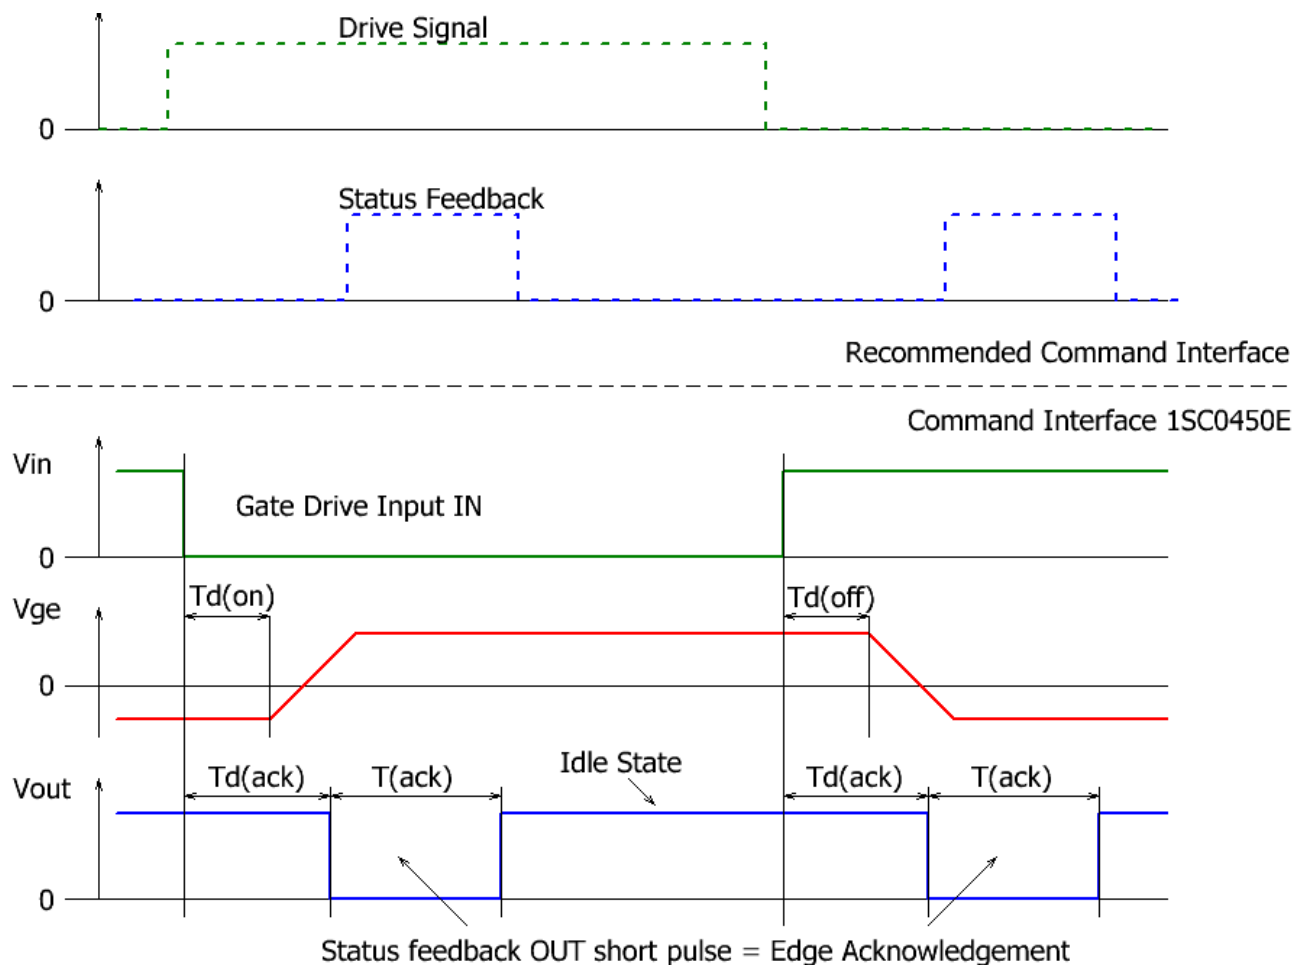 Drive Signal
0
Status Feedback
0
Recommended Command Interface
Command Interface 1SC0450E
Vin
Gate Drive Input IN
0
Td(on)
Td(off)
Vge
0
Idle State
Td(ack)
T(ack)
Td(ack)
T(ack)
Vout
0
Status feedback OUT short pulse = Edge Acknowledgement